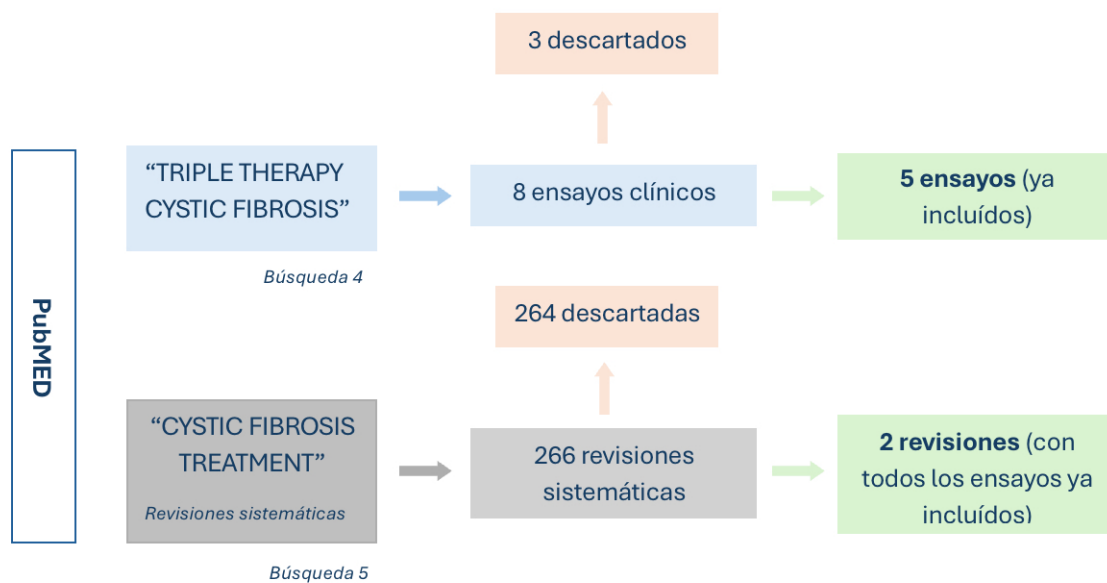 PubMED
3 descartados
“TRIPLE THERAPY
CYSTIC FIBROSIS”
8 ensayos clínicos
5 ensayos (ya
incluídos)
Búsqueda 4
264 descartadas
“CYSTIC FIBROSIS
TREATMENT”
Revisiones sistemáticas
266 revisiones
sistemáticas
2 revisiones (con
todos los ensayos ya
incluídos)
Búsqueda 5